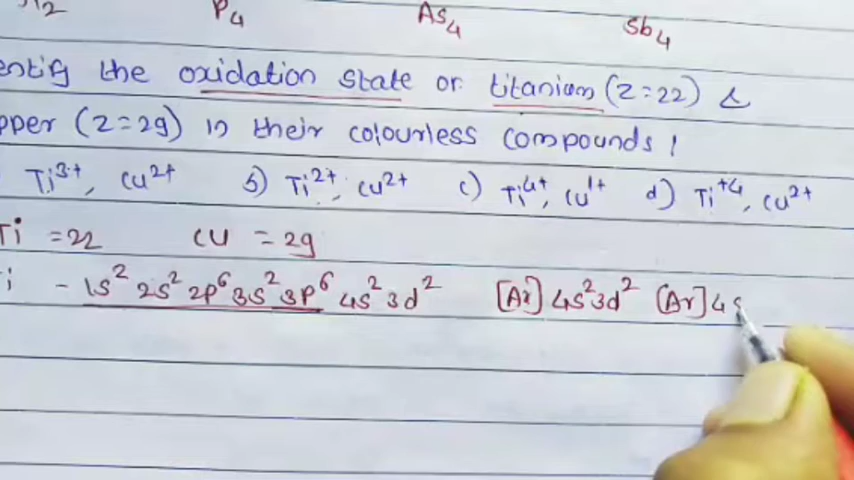 P4 As4 Sb4
the oxidation state or titanium (Z=22) &
(Z=29) in their colourless compounds!
Ti3+, Cu2+ b) Ti2+, Cu2+ c) Ti4+, Cu1+ d) Ti+4, Cu2+
Ti =22 CU =29
- 1s2 2s2 2p6 3s2 3p6 4s2 3d2 [Ar] 4s2 3d2 [Ar] 4s